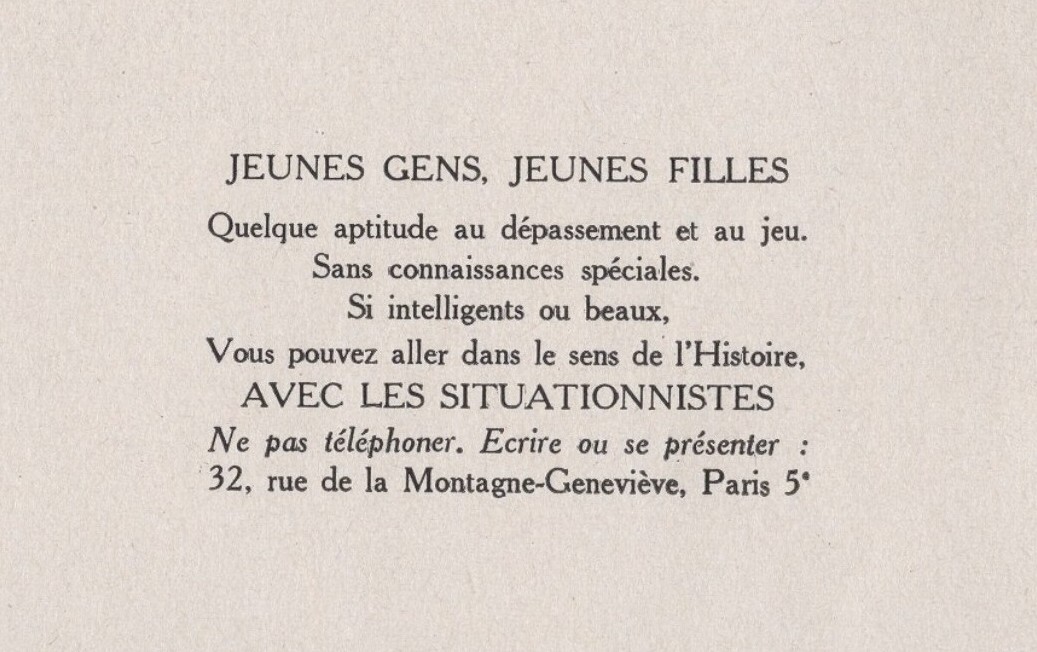 JEUNES GENS, JEUNES FILLES
Quelque aptitude au dépassement et au jeu.
Sans connaissances spéciales.
Si intelligents ou beaux,
Vous pouvez aller dans le sens de l'Histoire,
AVEC LES SITUATIONNISTES
Ne pas téléphoner. Ecrire ou se présenter :
32, rue de la Montagne-Geneviève, Paris 5ᵉ